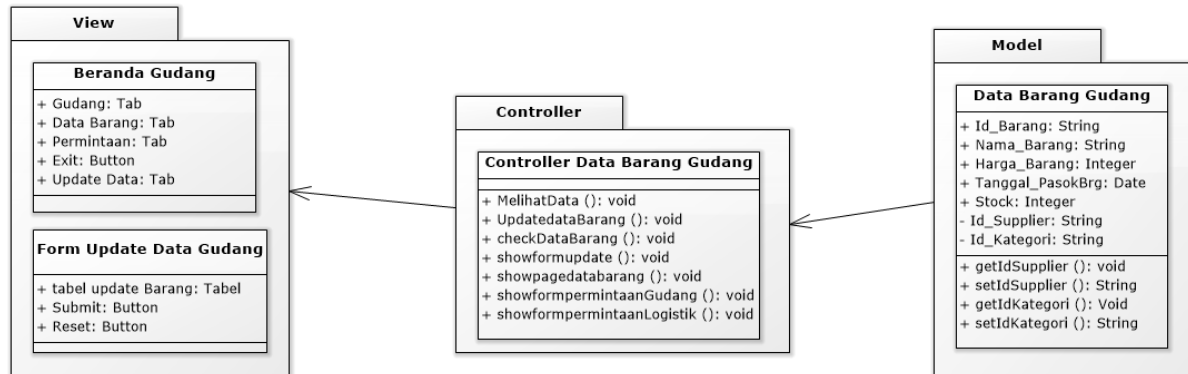 View
Beranda Gudang
+ Gudang: Tab
+ Data Barang: Tab
+ Permintaan: Tab
+ Exit: Button
+ Update Data: Tab
Form Update Data Gudang
+ tabel update Barang: Tabel
+ Submit: Button
+ Reset: Button
Controller
Controller Data Barang Gudang
+ MelihatData (): void
+ UpdatedataBarang (): void
+ checkDataBarang (): void
+ showformupdate (): void
+ showpagedatabarang (): void
+ showformpermintaanGudang (): void
+ showformpermintaanLogistik (): void
Model
Data Barang Gudang
+ Id_Barang: String
+ Nama_Barang: String
+ Harga_Barang: Integer
+ Tanggal_PasokBrg: Date
+ Stock: Integer
- Id_Supplier: String
- Id_Kategori: String
+ getIdSupplier (): void
+ setIdSupplier (): String
+ getIdKategori (): Void
+ setIdKategori (): String